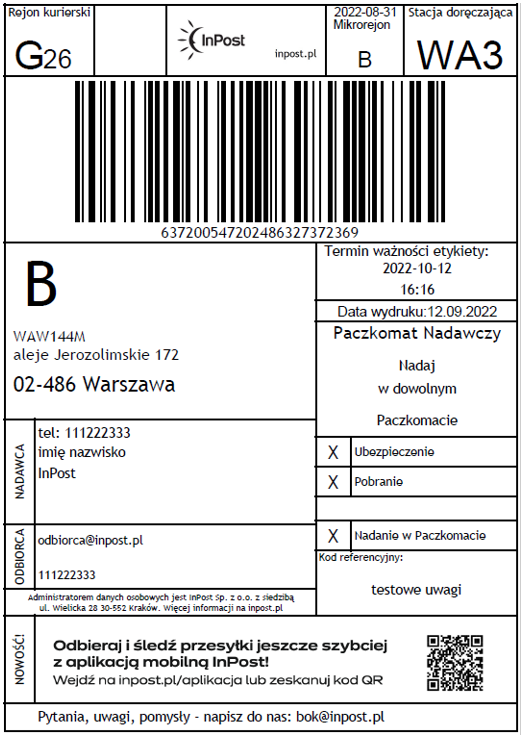 Rejon kurierski
G26
InPost
inpost.pl
2022-08-31
Mikrorejon
B
Stacja doręczająca
WA3
637200547202486327372369
B
WAW144M
aleje Jerozolimskie 172
02-486 Warszawa
Termin ważności etykiety:
2022-10-12
16:16
Data wydruku:12.09.2022
Paczkomat Nadawczy
Nadaj
w dowolnym
Paczkomacie
NADAWCA
tel: 111222333
imię nazwisko
InPost
X Ubezpieczenie
X Pobranie
X Nadanie w Paczkomacie
ODBIORCA
odbiorca@inpost.pl
111222333
Kod referencyjny:
testowe uwagi
Administratorem danych osobowych jest InPost Sp. z o.o. z siedzibą
ul. Wielicka 28 30-552 Kraków. Więcej informacji na inpost.pl
NOWOŚĆ!
Odbieraj i śledź przesyłki jeszcze szybciej
z aplikacją mobilną InPost!
Wejdź na inpost.pl/aplikacja lub zeskanuj kod QR
Pytania, uwagi, pomysły - napisz do nas: bok@inpost.pl